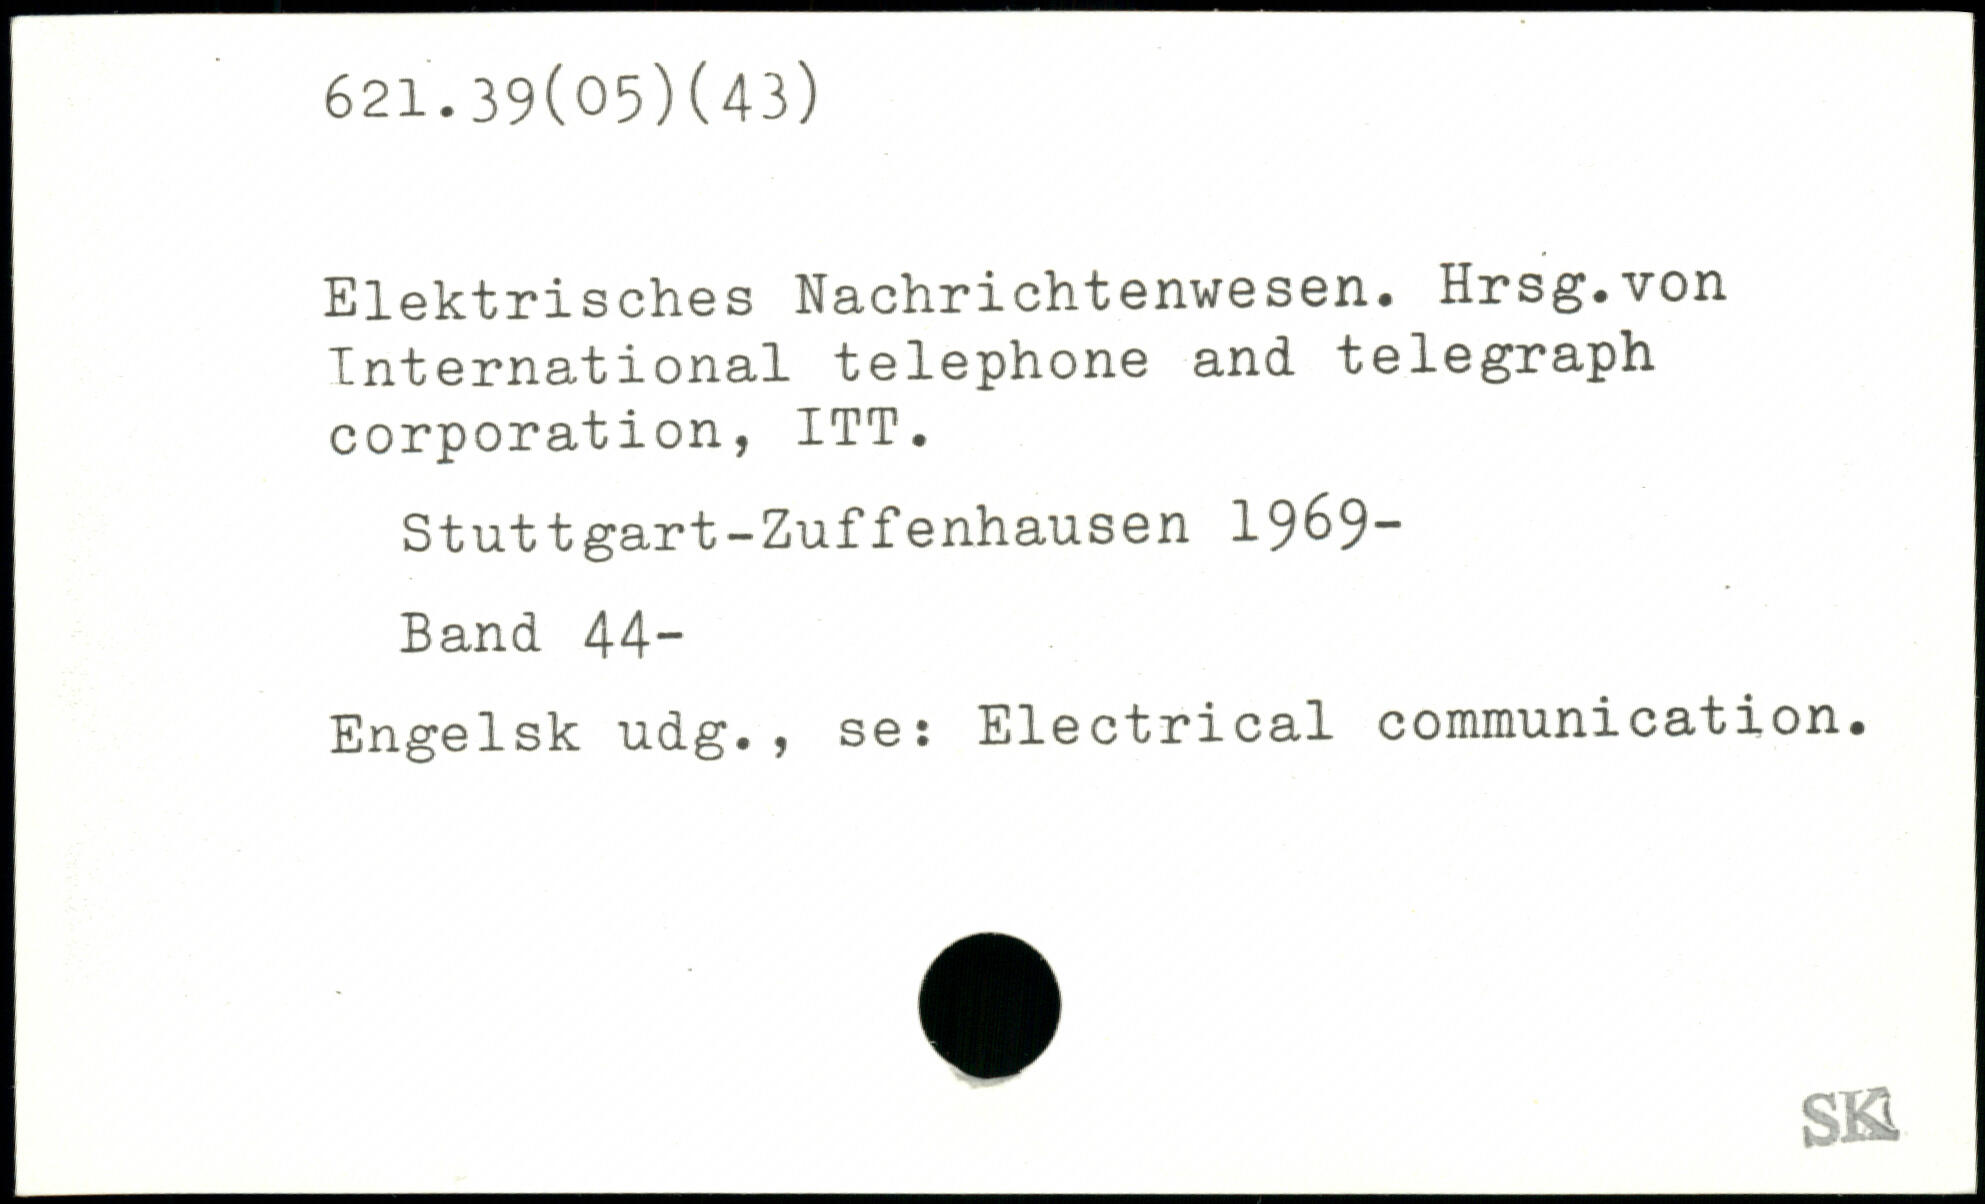 621.39(05)(43)
Elektrisches Nachrichtenwesen. Hrsg.von
International telephone and telegraph
corporation, ITT.
Stuttgart-Zuffenhausen 1969-
Band 44-
Engelsk udg., se: Electrical communication.
SK